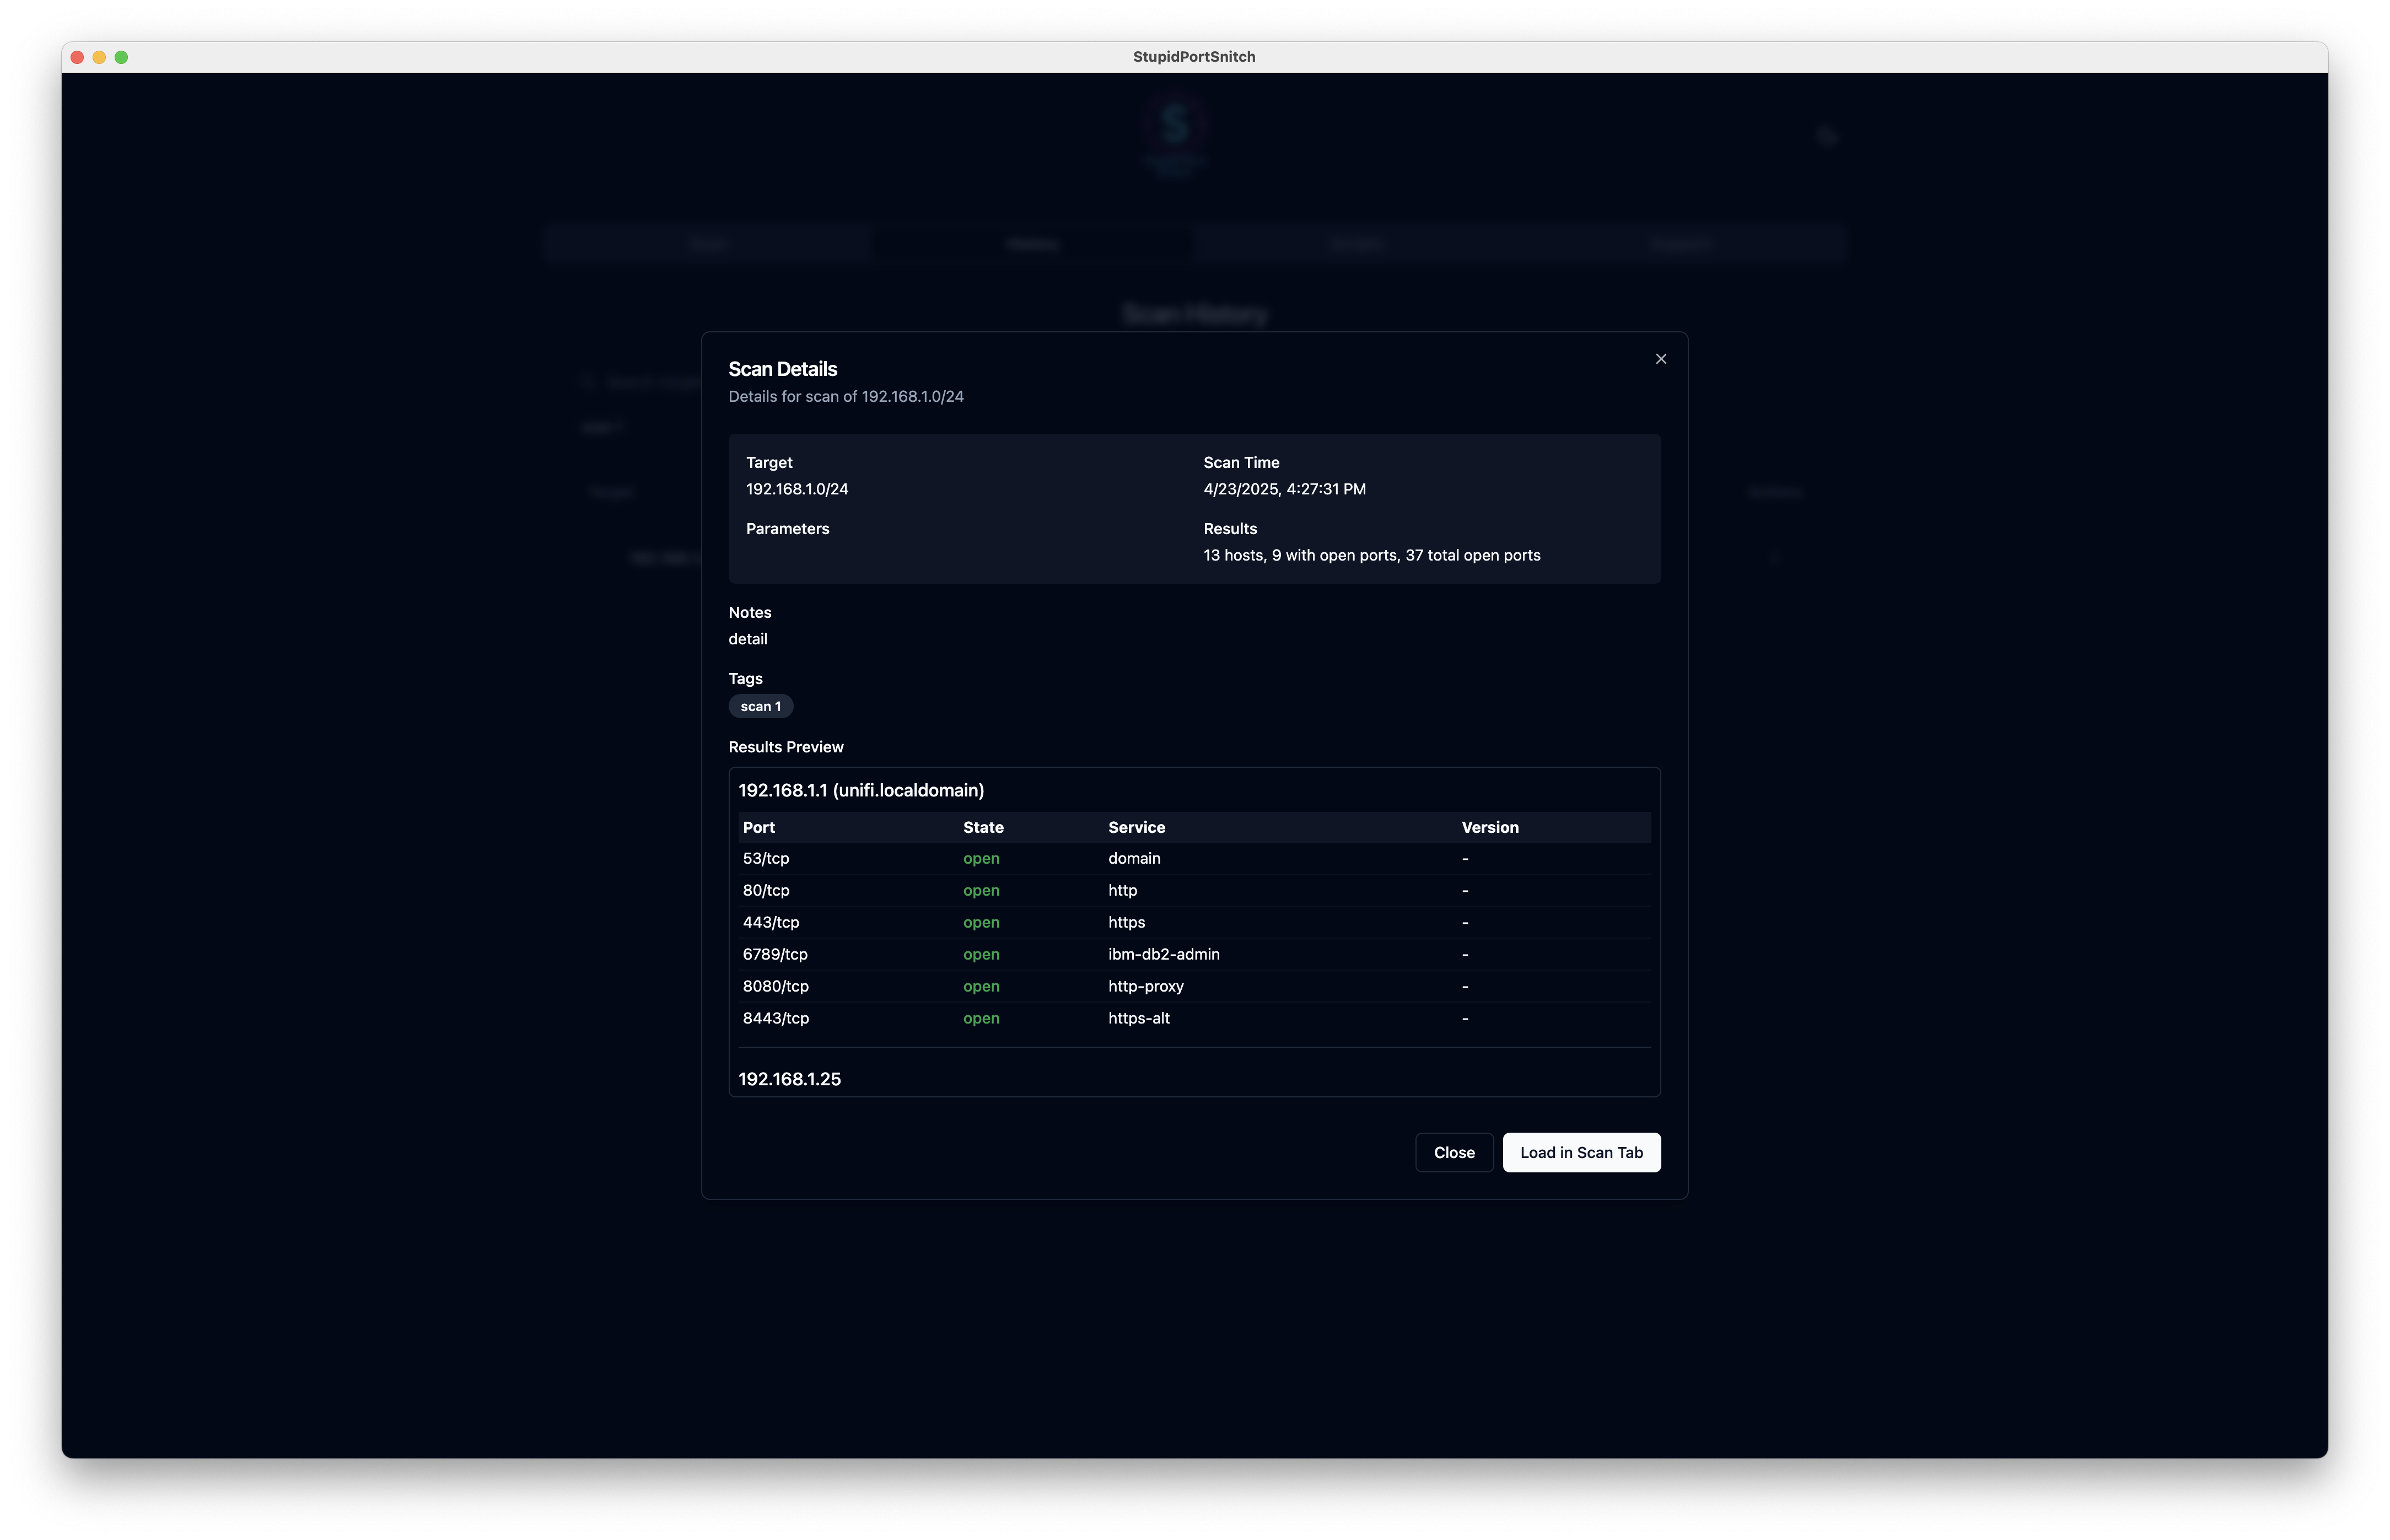 StupidPortSnitch
Scan History
Scan Details
Details for scan of 192.168.1.0/24
Target
192.168.1.0/24
Scan Time
4/23/2025, 4:27:31 PM
Parameters
Results
13 hosts, 9 with open ports, 37 total open ports
Notes
detail
Tags
scan 1
Results Preview
192.168.1.1 (unifi.localdomain)
Port State Service Version
53/tcp open domain -
80/tcp open http -
443/tcp open https -
6789/tcp open ibm-db2-admin -
8080/tcp open http-proxy -
8443/tcp open https-alt -
192.168.1.25
Close
Load in Scan Tab